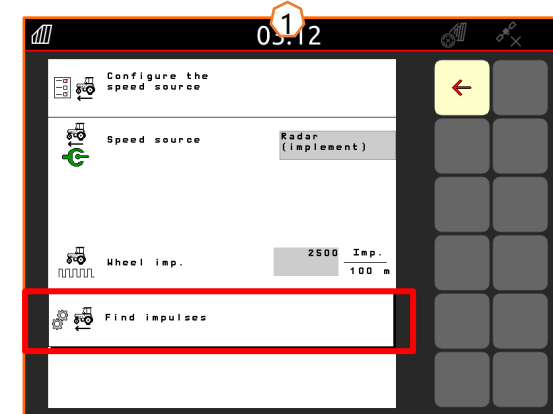 1
03:12
Configure the
speed source
Speed source
Radar
(implement)
Wheel imp.
2500
Imp.
100 m
Find impulses